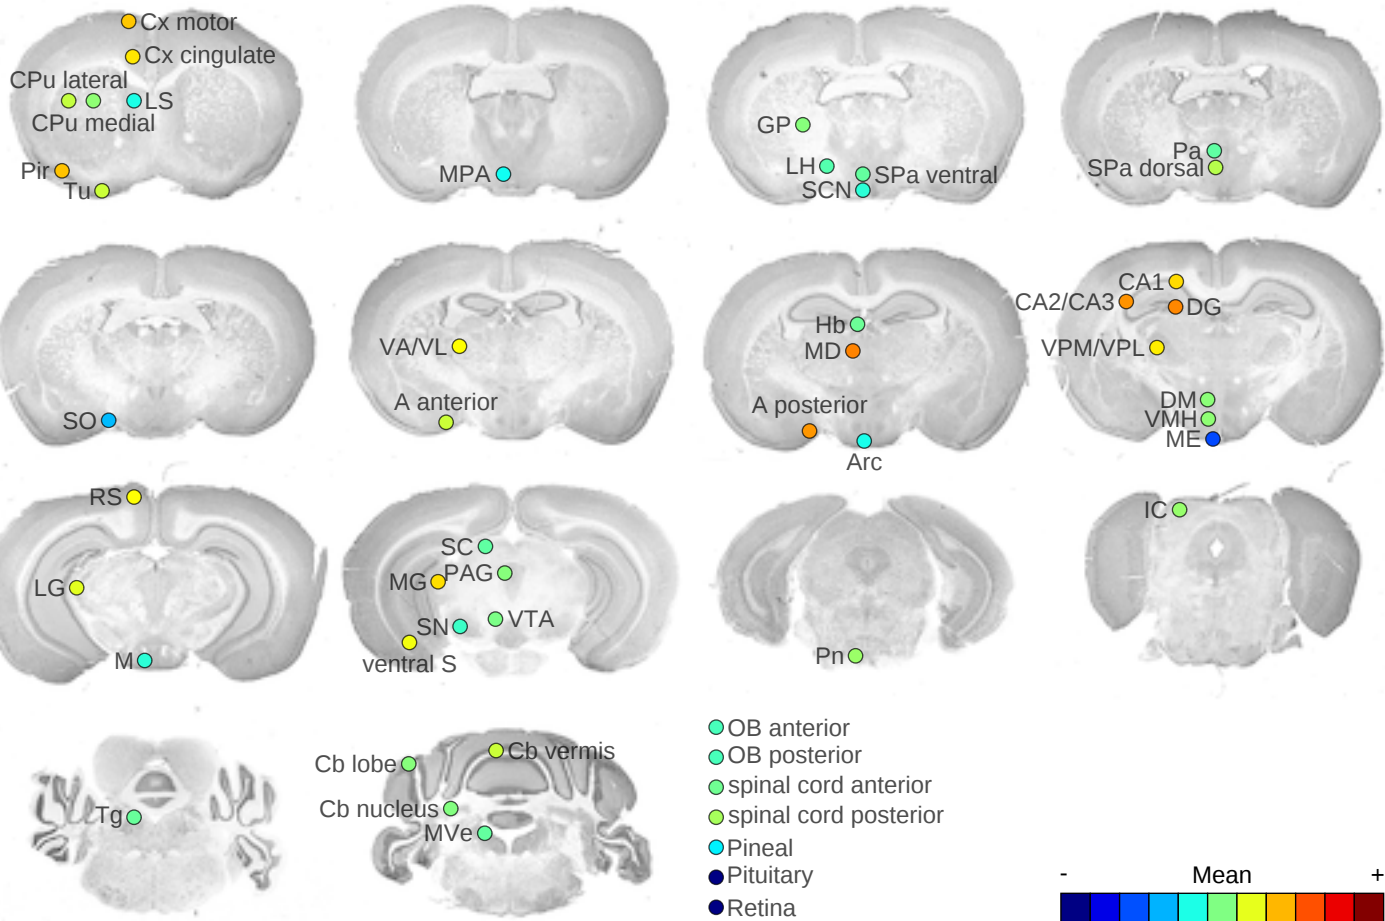 Cx motor
Cx cingulate
CPu lateral
LS
CPu medial
Pir
Tu
MPA
GP
LH
SPa ventral
SCN
Pa
SPa dorsal
SO
VA/VL
A anterior
Hb
MD
A posterior
Arc
CA1
CA2/CA3
DG
VPM/VPL
DM
VMH
ME
RS
LG
M
SC
MG
PAG
SN
VTA
ventral S
Pn
IC
Tg
Cb lobe
Cb vermis
Cb nucleus
MVe
OB anterior
OB posterior
spinal cord anterior
spinal cord posterior
Pineal
Pituitary
Retina
- Mean +